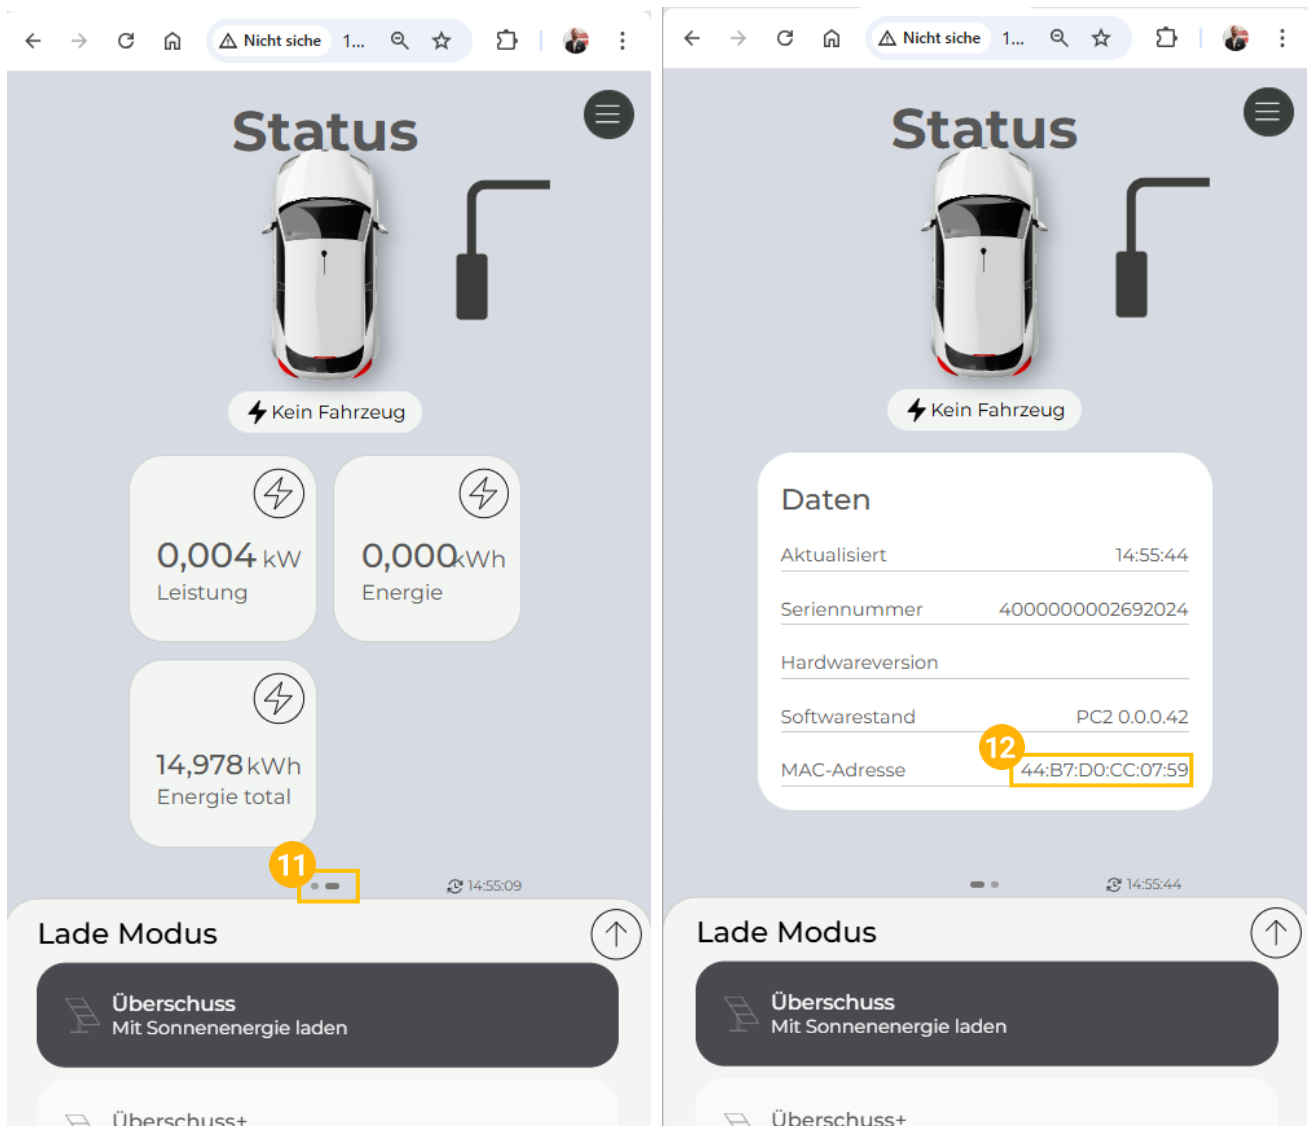 Nicht siche 1...
Status
Kein Fahrzeug
0,004 kW
Leistung
0,000 kWh
Energie
14,978 kWh
Energie total
11
14:55:09
Lade Modus
Überschuss
Mit Sonnenenergie laden
Überschuss+
Nicht siche 1...
Status
Kein Fahrzeug
Daten
Aktualisiert 14:55:44
Seriennummer 4000000002692024
Hardwareversion
Softwarestand PC2 0.0.0.42
12
MAC-Adresse 44:B7:D0:CC:07:59
14:55:44
Lade Modus
Überschuss
Mit Sonnenenergie laden
Überschuss+